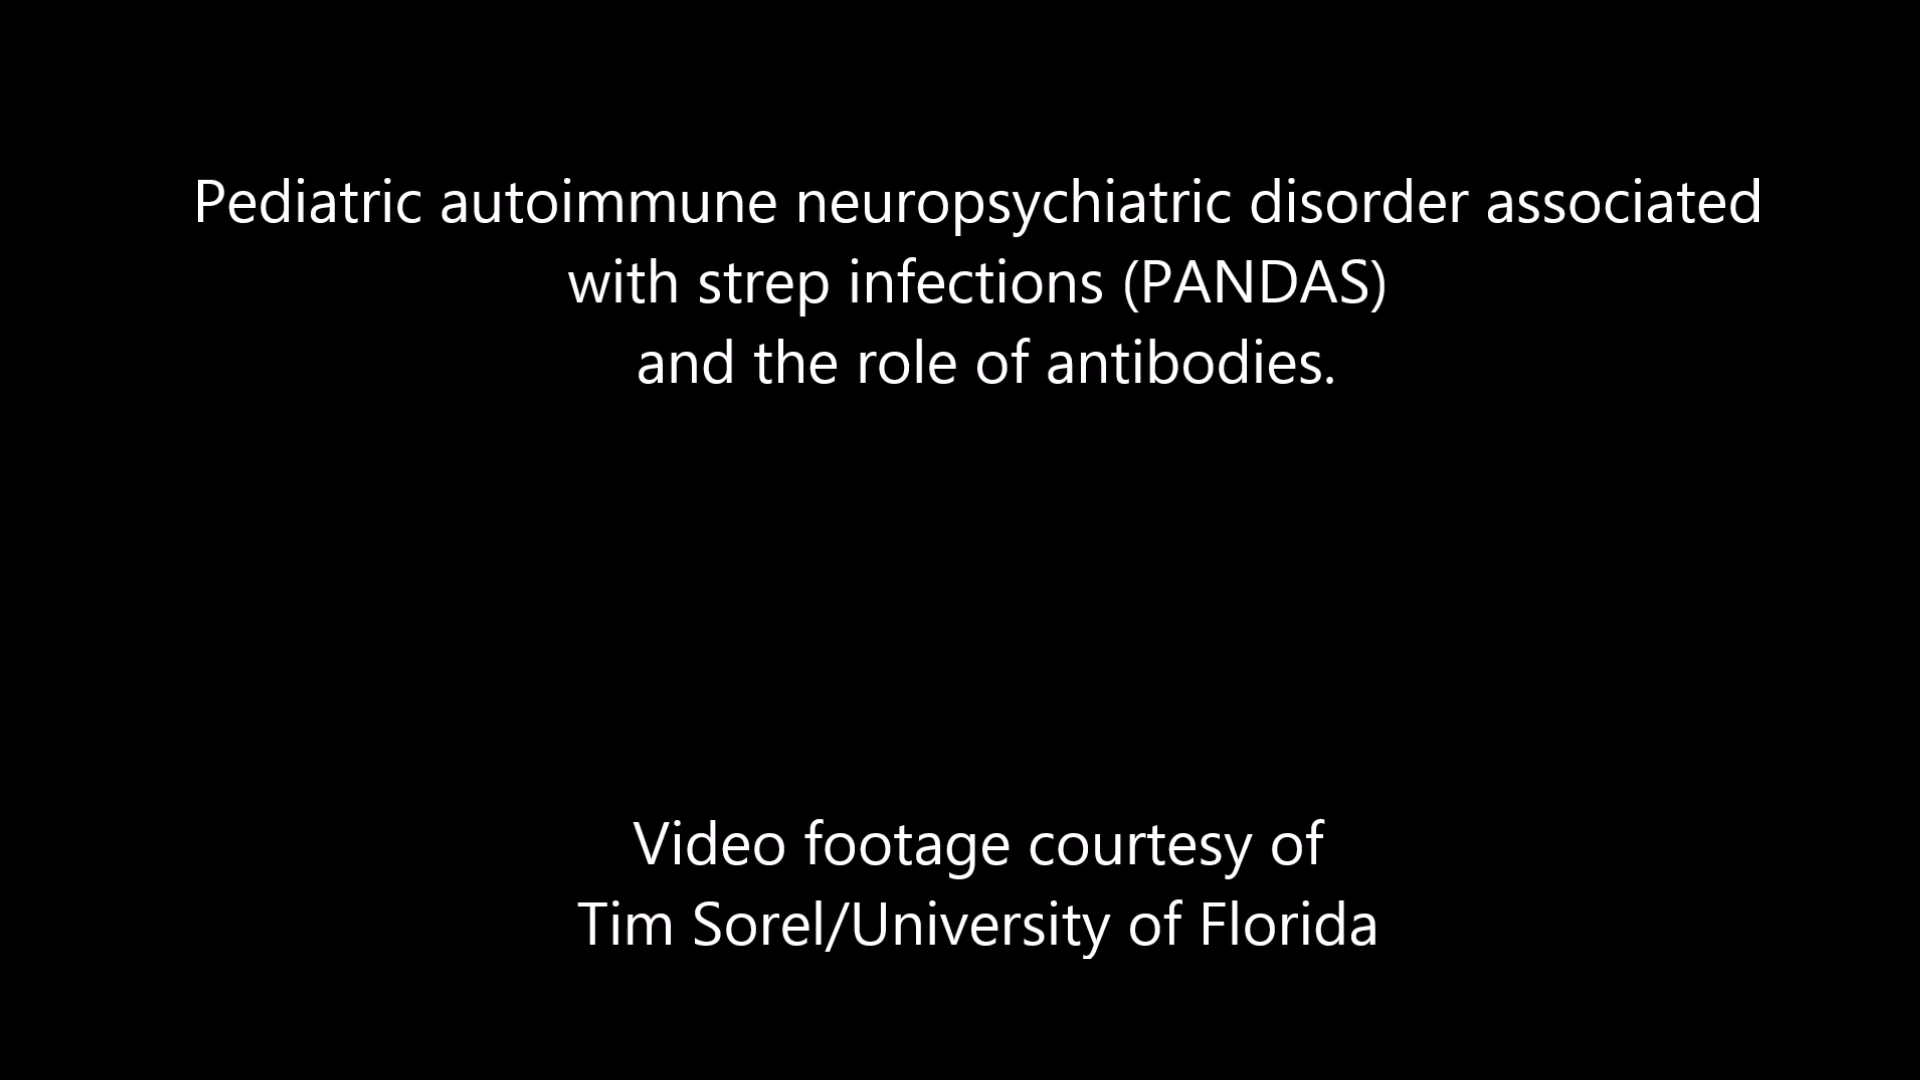 Pediatric autoimmune neuropsychiatric disorder associated
with strep infections (PANDAS)
and the role of antibodies.
Video footage courtesy of
Tim Sorel/University of Florida